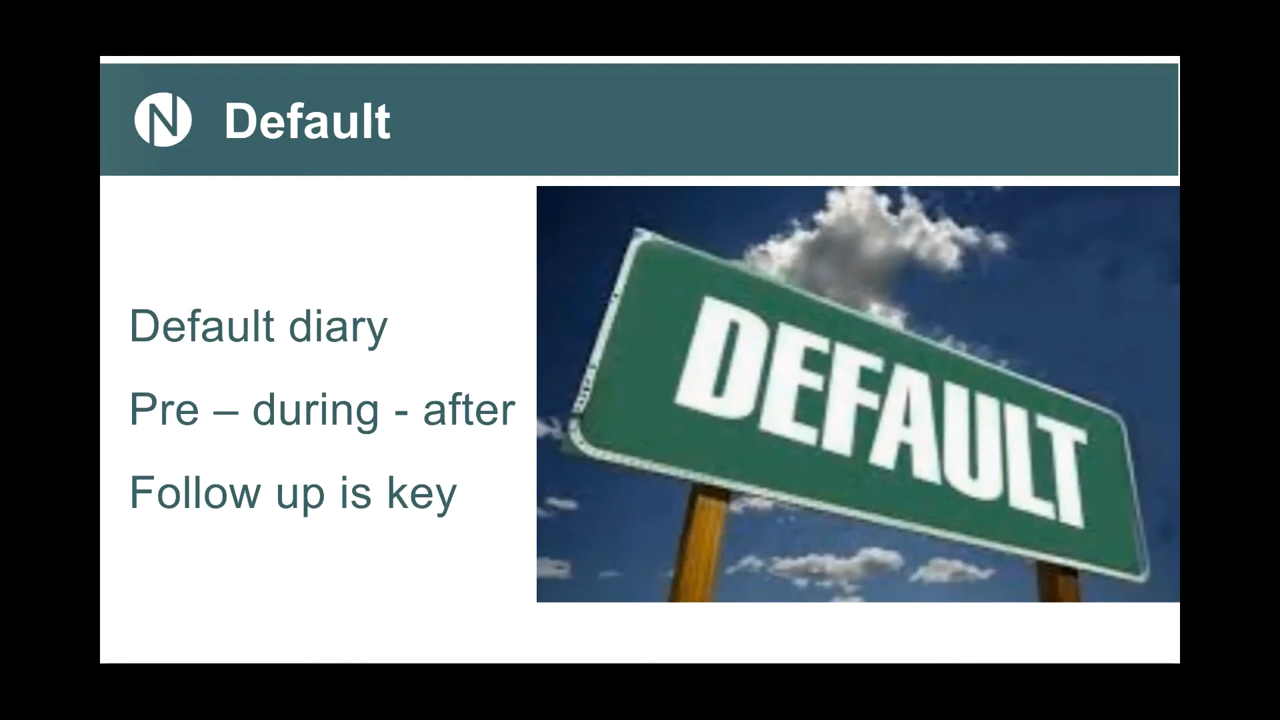 Default
Default diary
Pre – during - after
Follow up is key
DEFAULT